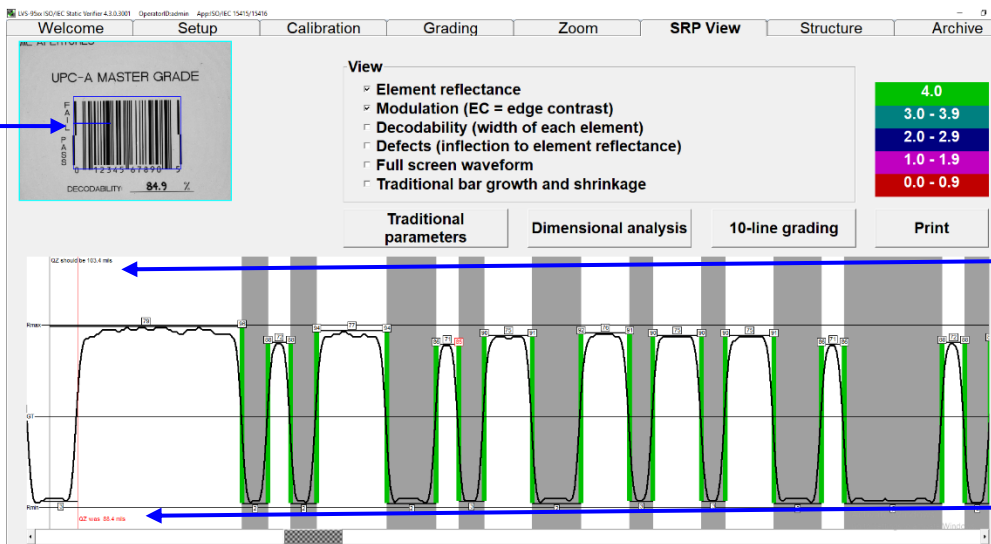 LVS-95xx ISO/IEC Static Verifier 4.3.0.3001 OperatorID:admin App:ISO/IEC 15415/15416
Welcome Setup Calibration Grading Zoom SRP View Structure Archive
UPC-A MASTER GRADE
FAIL
PASS
0 12345 67890 5
DECODABILITY: 84.9 %
View
Element reflectance
Modulation (EC = edge contrast)
Decodability (width of each element)
Defects (inflection to element reflectance)
Full screen waveform
Traditional bar growth and shrinkage
4.0
3.0 - 3.9
2.0 - 2.9
1.0 - 1.9
0.0 - 0.9
Traditional parameters
Dimensional analysis
10-line grading
Print
QZ should be 103.4 mils
Rmax
GT
Rmin